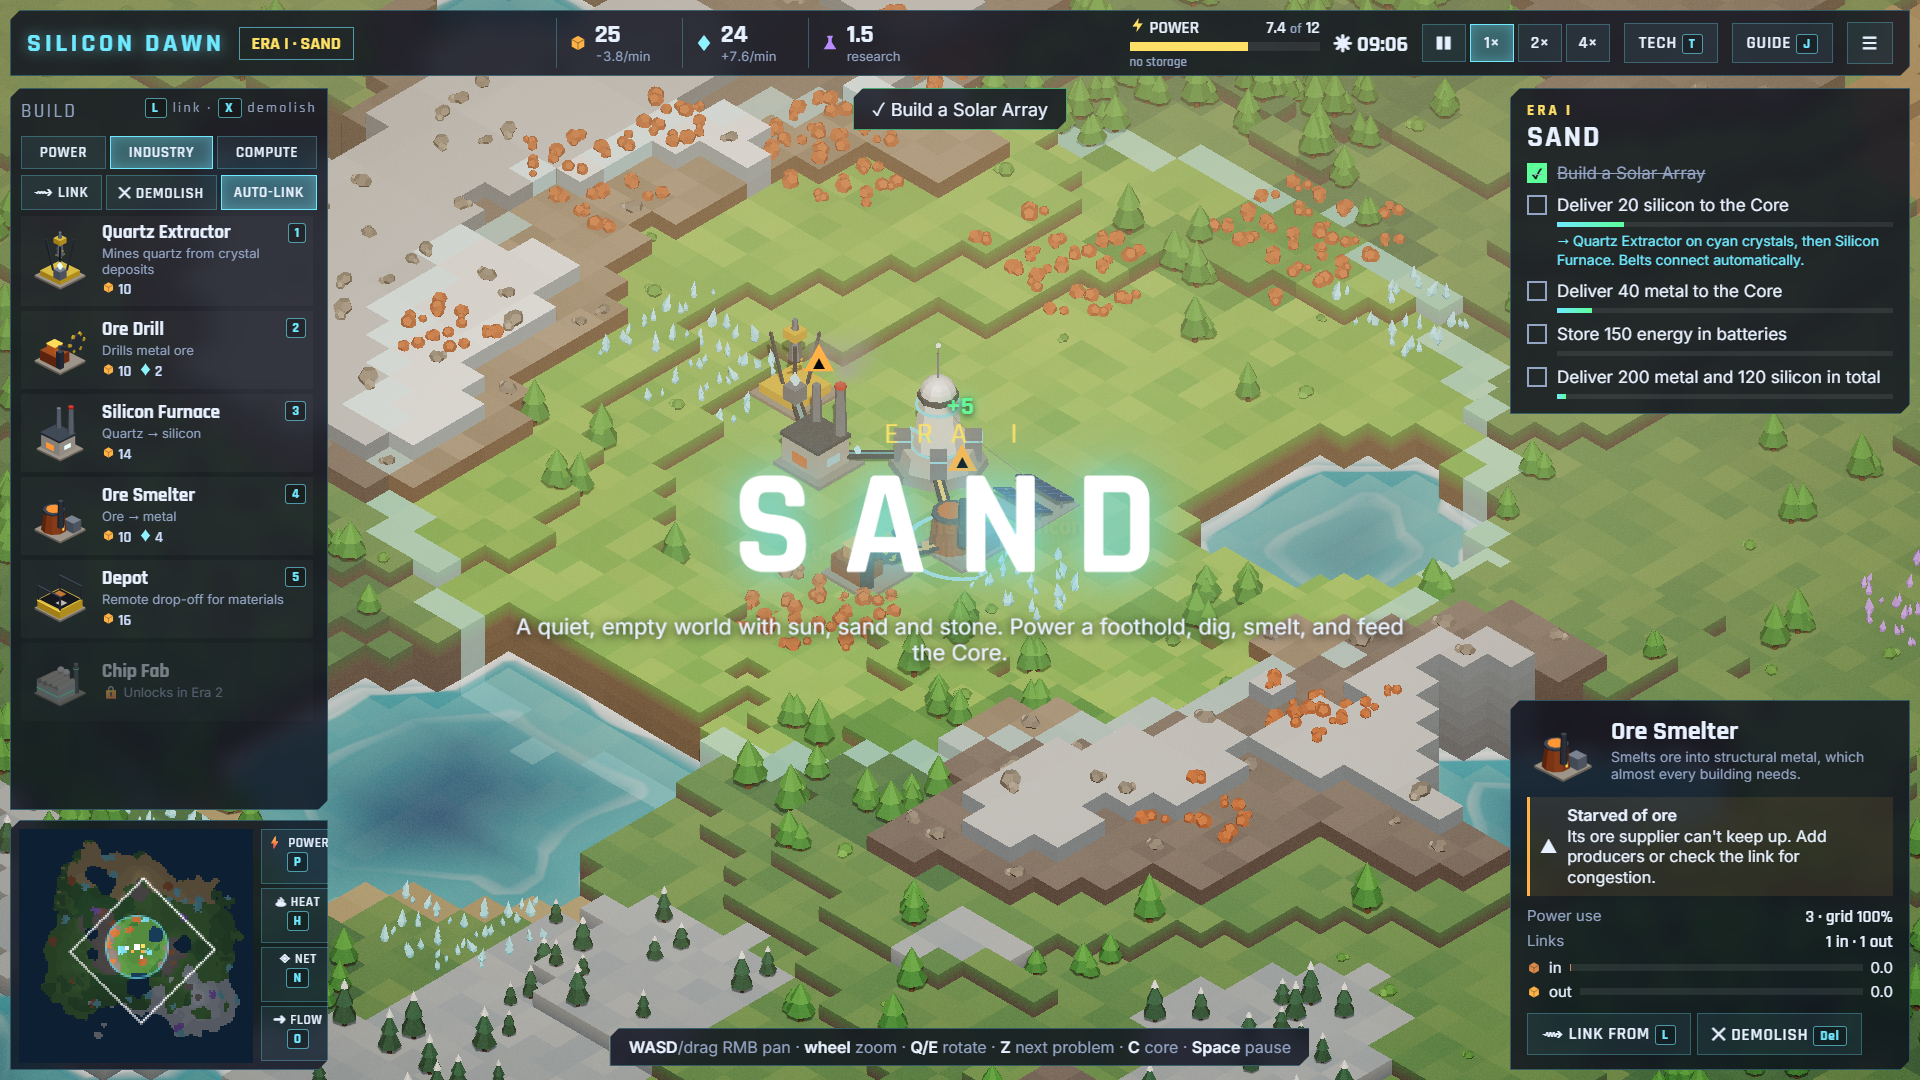 SILICON DAWN
ERA I · SAND
25
-3.8/min
24
+7.6/min
1.5
research
POWER
7.4 of 12
no storage
09:06
1×
2×
4×
TECH T
GUIDE J
BUILD
L link · X demolish
POWER
INDUSTRY
COMPUTE
LINK
DEMOLISH
AUTO-LINK
Quartz Extractor
1
Mines quartz from crystal
deposits
10
Ore Drill
2
Drills metal ore
10 2
Silicon Furnace
3
Quartz → silicon
14
Ore Smelter
4
Ore → metal
10 4
Depot
5
Remote drop-off for materials
16
Chip Fab
Unlocks in Era 2
POWER
P
HEAT
H
NET
N
FLOW
O
✓ Build a Solar Array
+5
ERA I
SAND
A quiet, empty world with sun, sand and stone. Power a foothold, dig, smelt, and feed
the Core.
WASD/drag RMB pan · wheel zoom · Q/E rotate · Z next problem · C core · Space pause
ERA I
SAND
Build a Solar Array
Deliver 20 silicon to the Core
→ Quartz Extractor on cyan crystals, then Silicon
Furnace. Belts connect automatically.
Deliver 40 metal to the Core
Store 150 energy in batteries
Deliver 200 metal and 120 silicon in total
Ore Smelter
Smelts ore into structural metal, which
almost every building needs.
Starved of ore
Its ore supplier can't keep up. Add
producers or check the link for
congestion.
Power use
3 · grid 100%
Links
1 in · 1 out
in
0.0
out
0.0
LINK FROM L
DEMOLISH Del